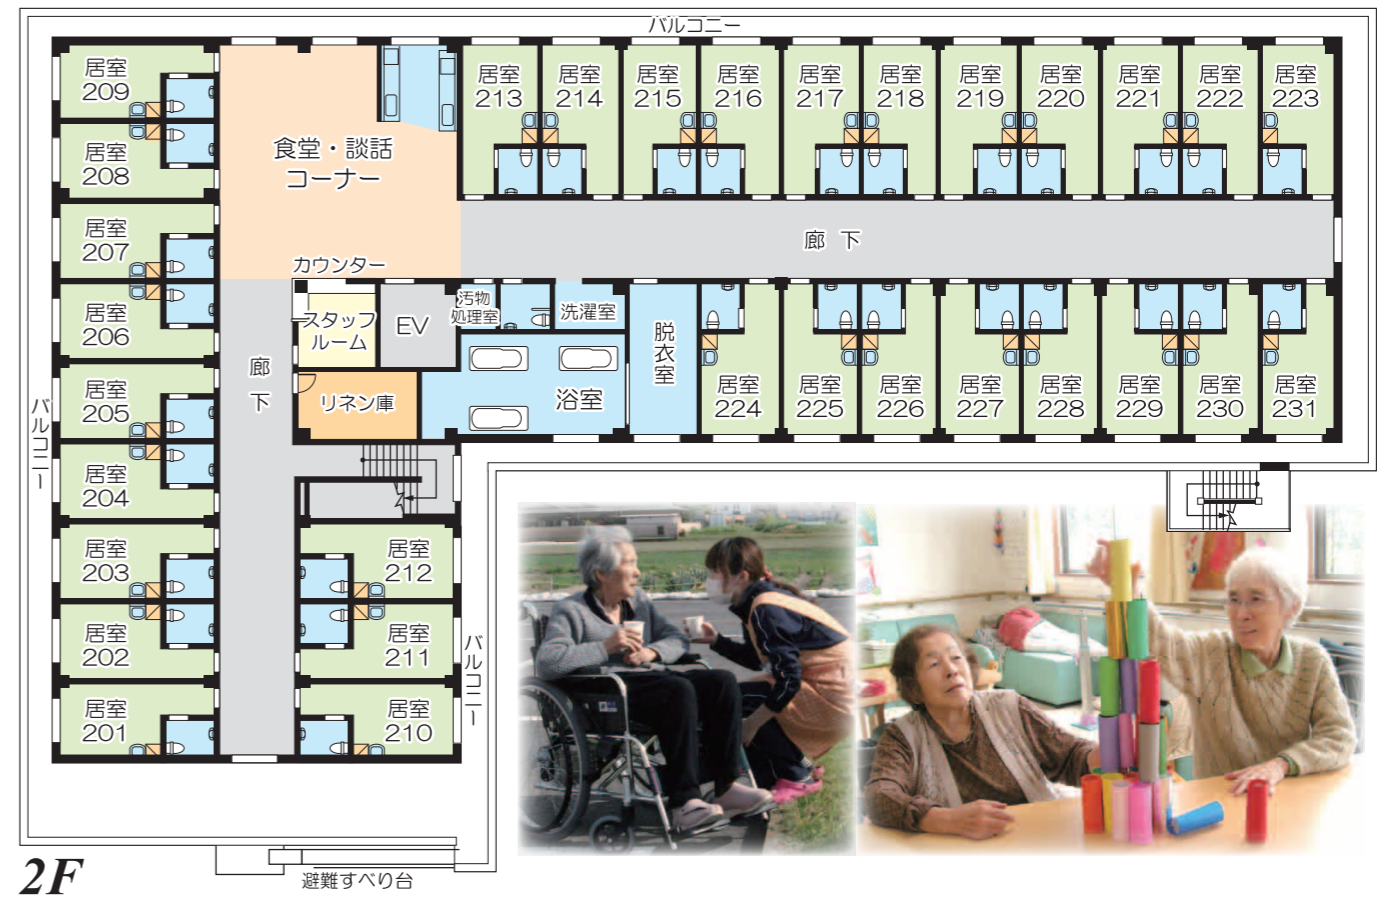 バルコニー
居室
209
居室
208
居室
207
居室
206
居室
205
居室
204
居室
203
居室
202
居室
201
バルコニー
食堂・談話
コーナー
カウンター
スタッフ
ルーム
EV
汚物
処理室
洗濯室
脱衣室
浴室
リネン庫
廊下
居室
213
居室
214
居室
215
居室
216
居室
217
居室
218
居室
219
居室
220
居室
221
居室
222
居室
223
廊下
居室
224
居室
225
居室
226
居室
227
居室
228
居室
229
居室
230
居室
231
居室
212
居室
211
居室
210
バルコニー
2F
避難すべり台